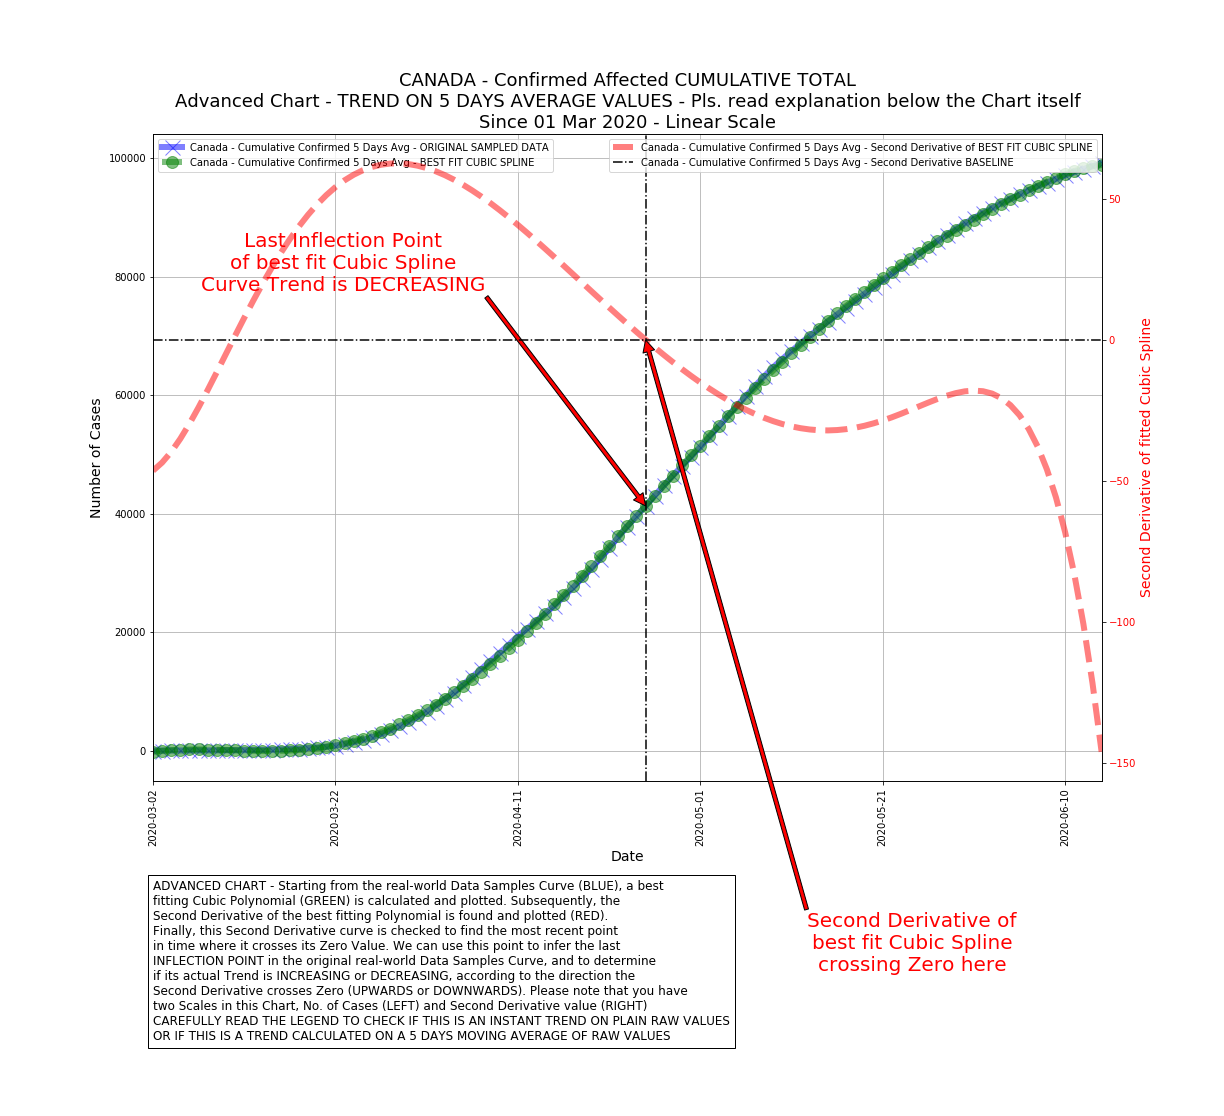 CANADA - Confirmed Affected CUMULATIVE TOTAL
Advanced Chart - TREND ON 5 DAYS AVERAGE VALUES - Pls. read explanation below the Chart itself
Since 01 Mar 2020 - Linear Scale
Canada - Cumulative Confirmed 5 Days Avg - ORIGINAL SAMPLED DATA
Canada - Cumulative Confirmed 5 Days Avg - BEST FIT CUBIC SPLINE
Canada - Cumulative Confirmed 5 Days Avg - Second Derivative of BEST FIT CUBIC SPLINE
Canada - Cumulative Confirmed 5 Days Avg - Second Derivative BASELINE
Last Inflection Point
of best fit Cubic Spline
Curve Trend is DECREASING
Number of Cases
100000
80000
60000
40000
20000
0
50
0
−50
−100
−150
Second Derivative of fitted Cubic Spline
2020-03-02
2020-03-22
2020-04-11
2020-05-01
2020-05-21
2020-06-10
Date
ADVANCED CHART - Starting from the real-world Data Samples Curve (BLUE), a best
fitting Cubic Polynomial (GREEN) is calculated and plotted. Subsequently, the
Second Derivative of the best fitting Polynomial is found and plotted (RED).
Finally, this Second Derivative curve is checked to find the most recent point
in time where it crosses its Zero Value. We can use this point to infer the last
INFLECTION POINT in the original real-world Data Samples Curve, and to determine
if its actual Trend is INCREASING or DECREASING, according to the direction the
Second Derivative crosses Zero (UPWARDS or DOWNWARDS). Please note that you have
two Scales in this Chart, No. of Cases (LEFT) and Second Derivative value (RIGHT)
CAREFULLY READ THE LEGEND TO CHECK IF THIS IS AN INSTANT TREND ON PLAIN RAW VALUES
OR IF THIS IS A TREND CALCULATED ON A 5 DAYS MOVING AVERAGE OF RAW VALUES
Second Derivative of
best fit Cubic Spline
crossing Zero here